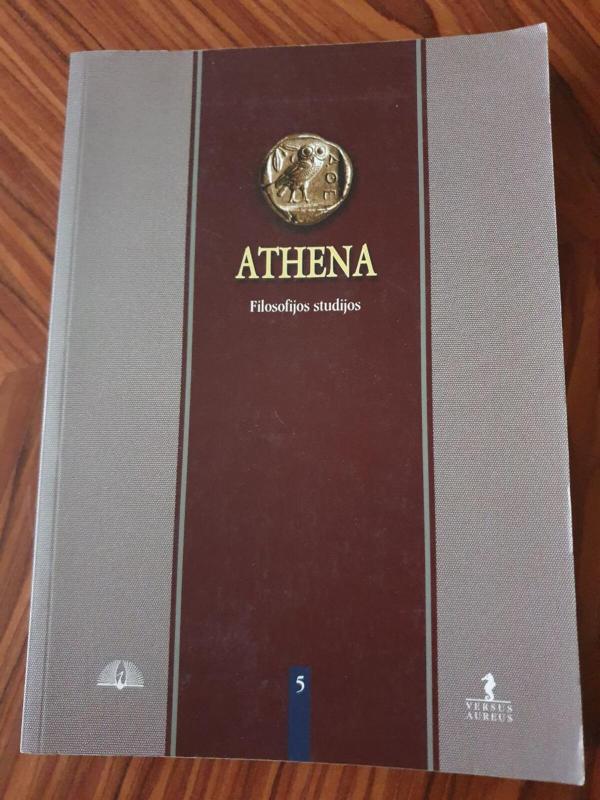 ΑΘΕ
ATHENA
Filosofijos studijos
5
VERSUS
AUREUS